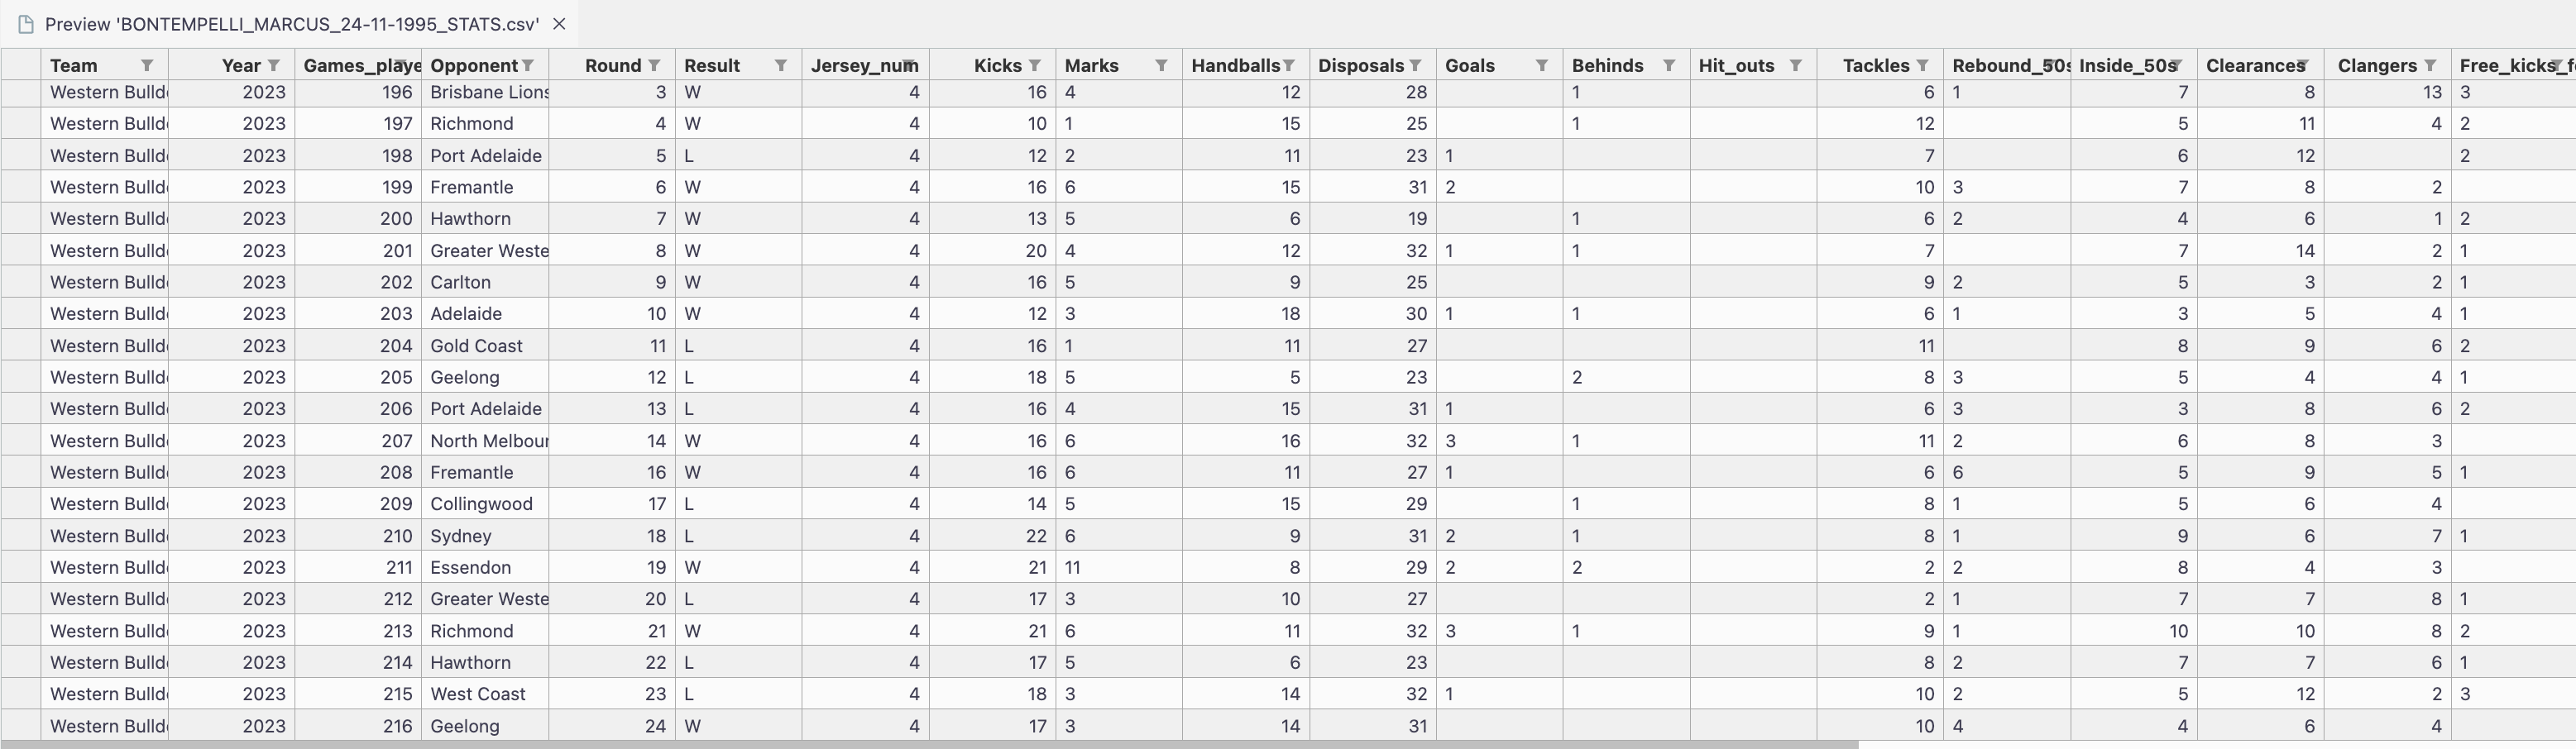 Preview 'BONTEMPELLI_MARCUS_24-11-1995_STATS.csv' ×
Team Year Games_playe Opponent Round Result Jersey_num Kicks Marks Handballs Disposals Goals Behinds Hit_outs Tackles Rebound_50s Inside_50s Clearances Clangers Free_kicks_f
Western Bulld 2023 196 Brisbane Lions 3 W 4 16 4 12 28 1 6 1 7 8 13 3
Western Bulld 2023 197 Richmond 4 W 4 10 1 15 25 1 12 5 11 4 2
Western Bulld 2023 198 Port Adelaide 5 L 4 12 2 11 23 1 7 6 12 2
Western Bulld 2023 199 Fremantle 6 W 4 16 6 15 31 2 10 3 7 8 2
Western Bulld 2023 200 Hawthorn 7 W 4 13 5 6 19 1 6 2 4 6 1 2
Western Bulld 2023 201 Greater Weste 8 W 4 20 4 12 32 1 1 7 7 14 2 1
Western Bulld 2023 202 Carlton 9 W 4 16 5 9 25 9 2 5 3 2 1
Western Bulld 2023 203 Adelaide 10 W 4 12 3 18 30 1 1 6 1 3 5 4 1
Western Bulld 2023 204 Gold Coast 11 L 4 16 1 11 27 11 8 9 6 2
Western Bulld 2023 205 Geelong 12 L 4 18 5 5 23 2 8 3 5 4 4 1
Western Bulld 2023 206 Port Adelaide 13 L 4 16 4 15 31 1 6 3 3 8 6 2
Western Bulld 2023 207 North Melbour 14 W 4 16 6 16 32 3 1 11 2 6 8 3
Western Bulld 2023 208 Fremantle 16 W 4 16 6 11 27 1 6 6 5 9 5 1
Western Bulld 2023 209 Collingwood 17 L 4 14 5 15 29 1 8 1 5 6 4
Western Bulld 2023 210 Sydney 18 L 4 22 6 9 31 2 1 8 1 9 6 7 1
Western Bulld 2023 211 Essendon 19 W 4 21 11 8 29 2 2 2 2 8 4 3
Western Bulld 2023 212 Greater Weste 20 L 4 17 3 10 27 2 1 7 7 8 1
Western Bulld 2023 213 Richmond 21 W 4 21 6 11 32 3 1 9 1 10 10 8 2
Western Bulld 2023 214 Hawthorn 22 L 4 17 5 6 23 8 2 7 7 6 1
Western Bulld 2023 215 West Coast 23 L 4 18 3 14 32 1 10 2 5 12 2 3
Western Bulld 2023 216 Geelong 24 W 4 17 3 14 31 10 4 4 6 4